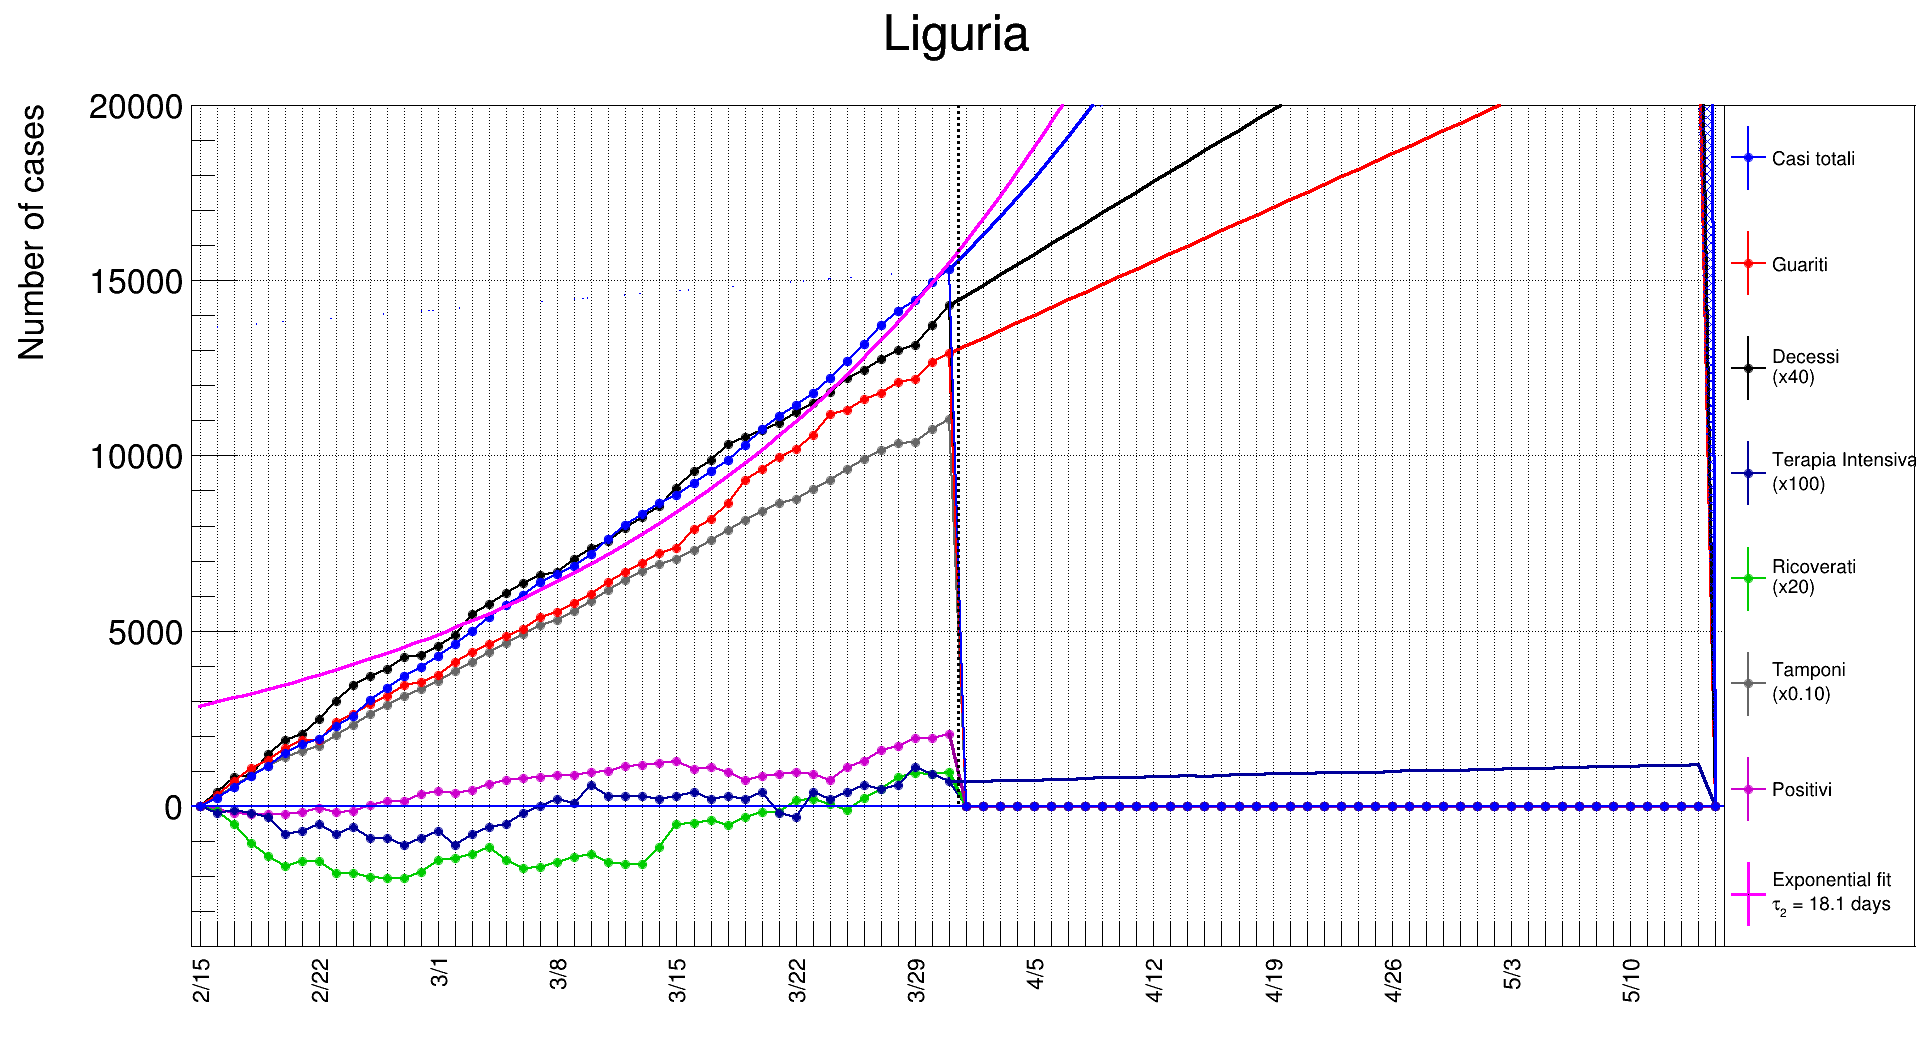 Liguria
Number of cases
20000
15000
10000
5000
0
2/15
2/22
3/1
3/8
3/15
3/22
3/29
4/5
4/12
4/19
4/26
5/3
5/10
Casi totali
Guariti
Decessi
(x40)
Terapia Intensiva
(x100)
Ricoverati
(x20)
Tamponi
(x0.10)
Positivi
Exponential fit
τ2 = 18.1 days